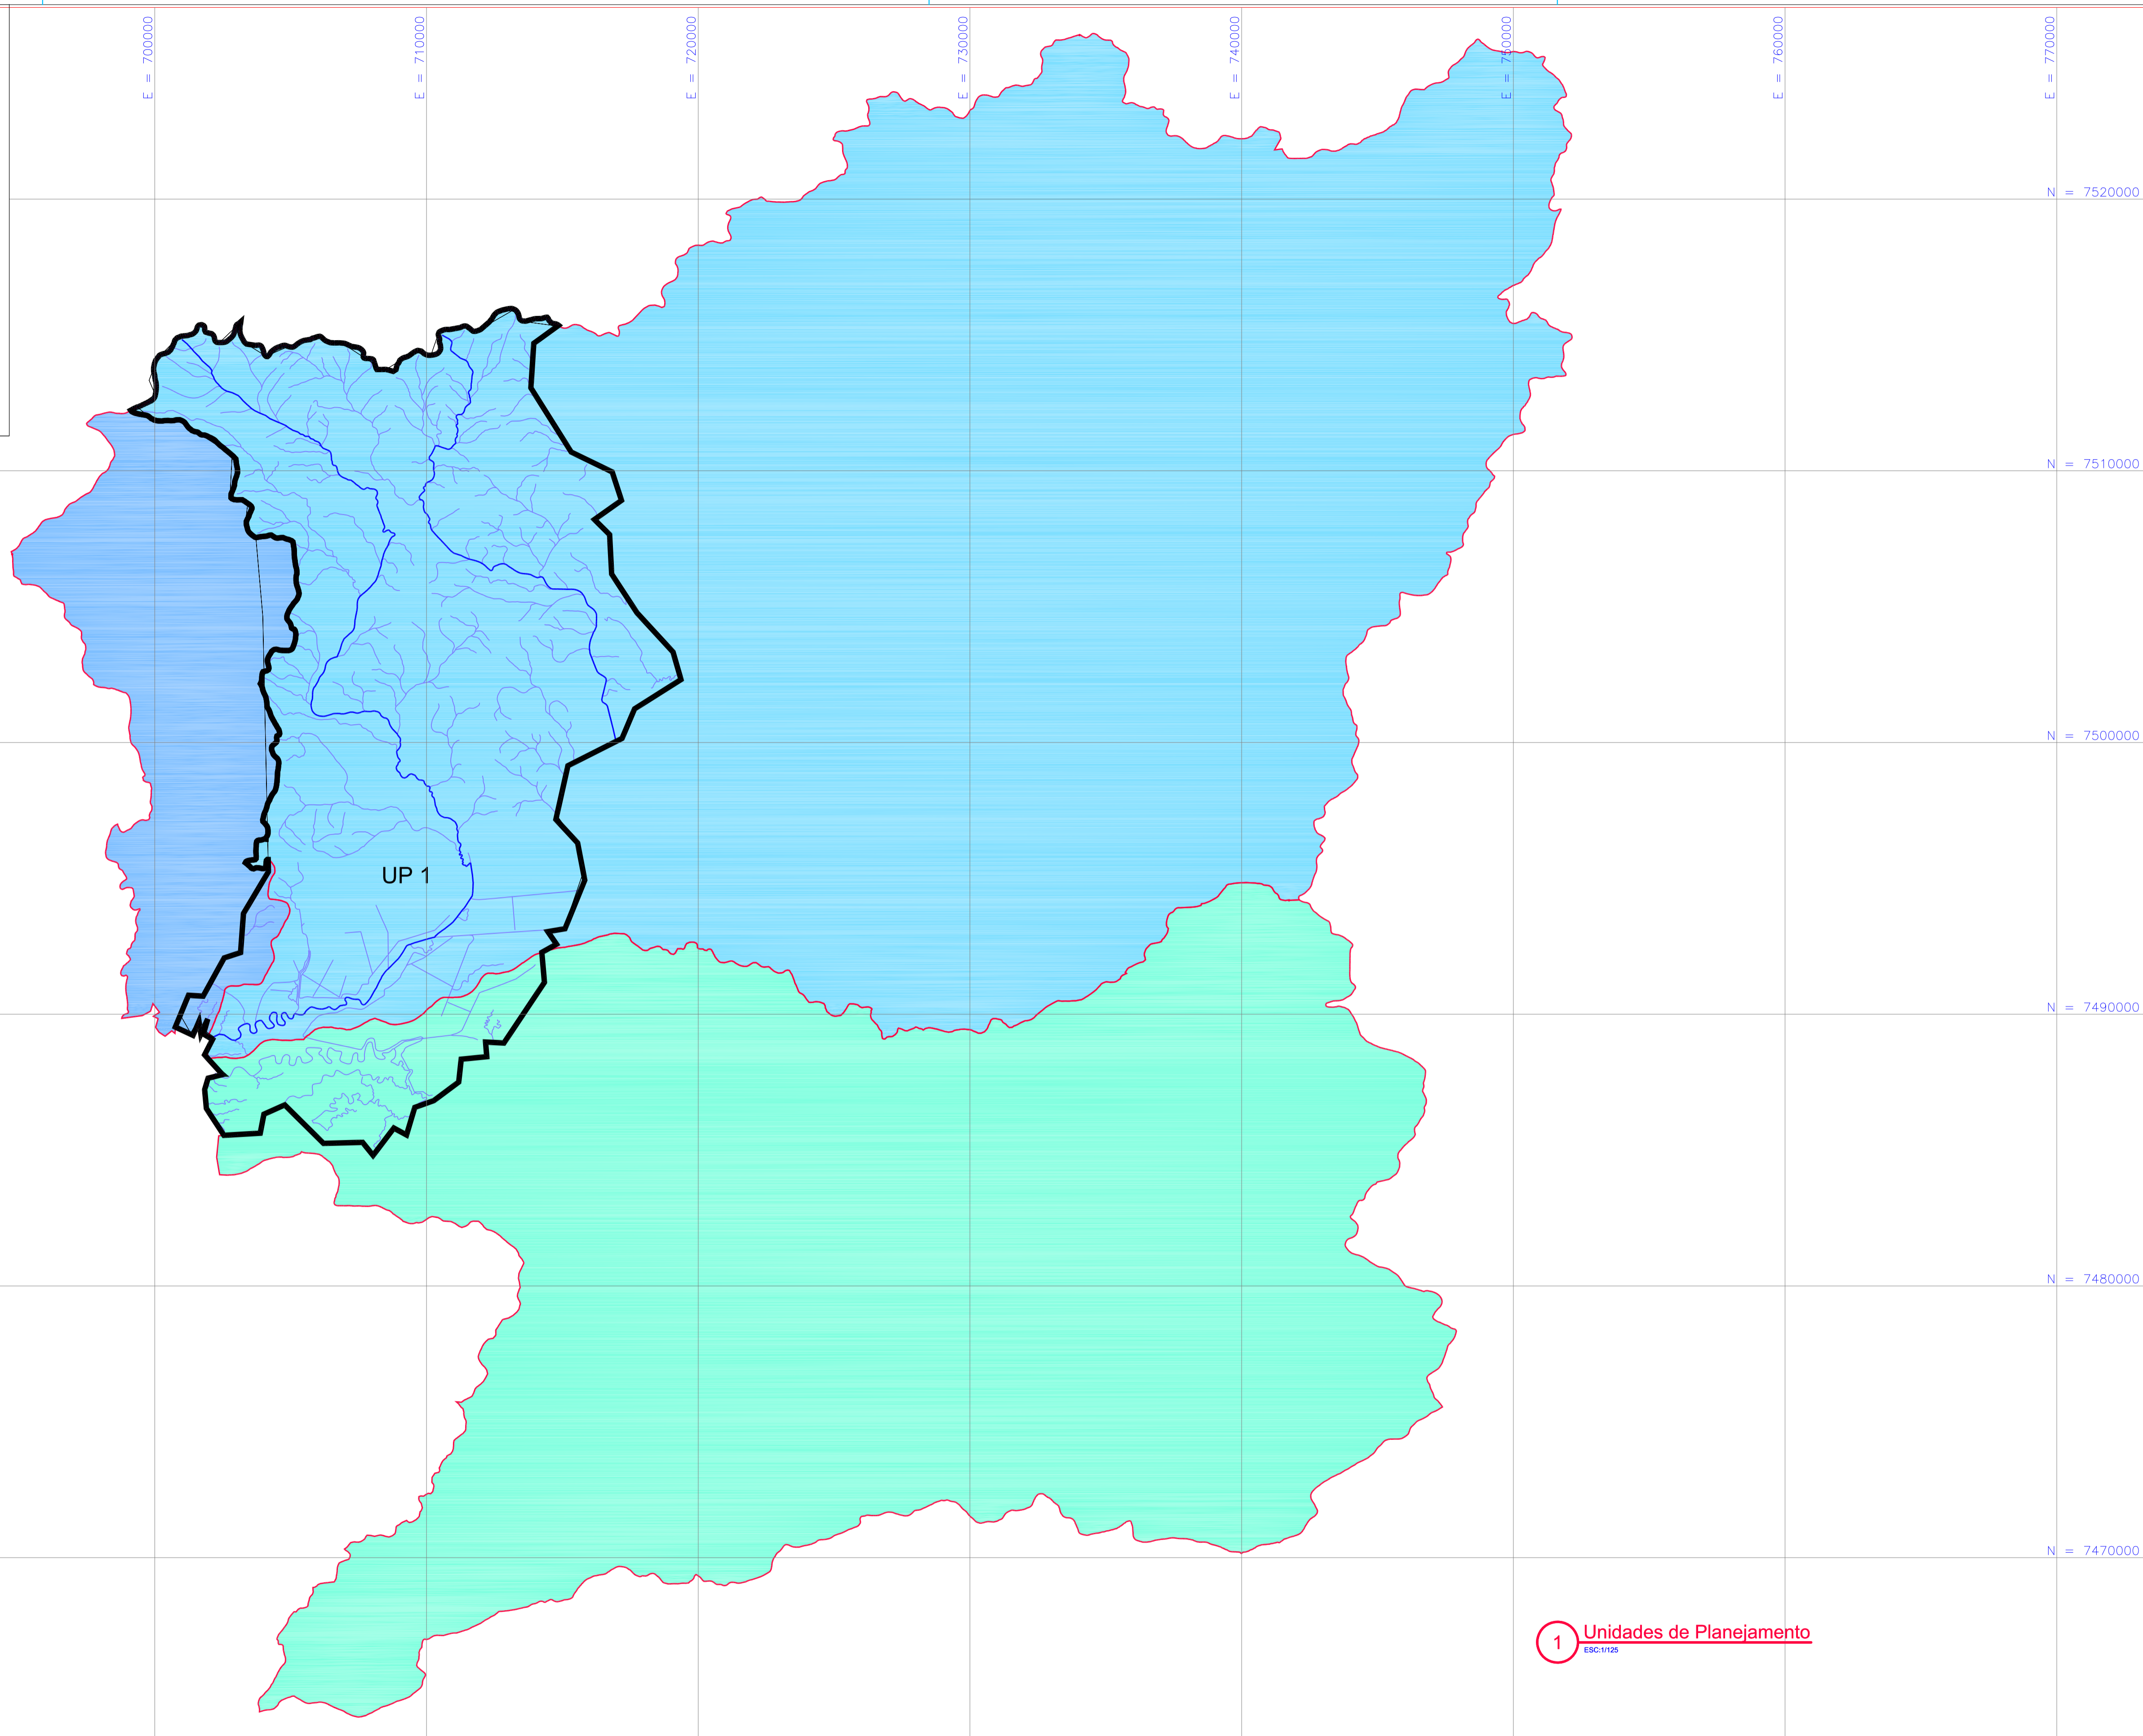 E = 700000
E = 710000
E = 720000
E = 730000
E = 740000
E = 750000
E = 760000
E = 770000
N = 7520000
N = 7510000
N = 7500000
UP 1
N = 7490000
N = 7480000
N = 7470000
1 Unidades de Planejamento
ESC:1/125